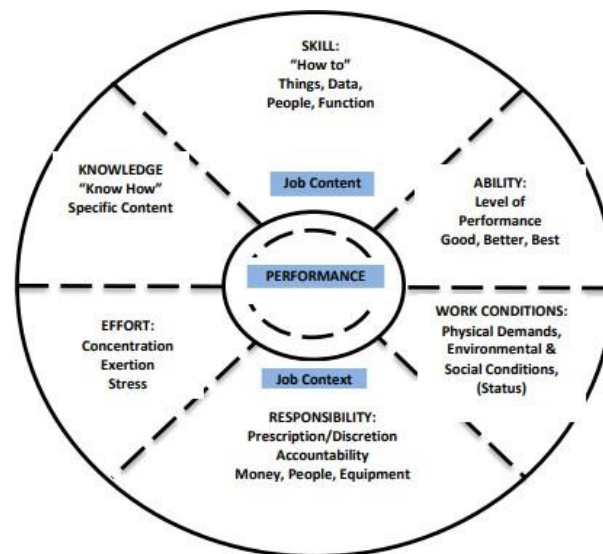 SKILL:
“How to”
Things, Data,
People, Function
KNOWLEDGE
“Know How”
Specific Content
Job Content
ABILITY:
Level of
Performance
Good, Better, Best
PERFORMANCE
EFFORT:
Concentration
Exertion
Stress
WORK CONDITIONS:
Physical Demands,
Environmental &
Social Conditions,
(Status)
Job Context
RESPONSIBILITY:
Prescription/Discretion
Accountability
Money, People, Equipment